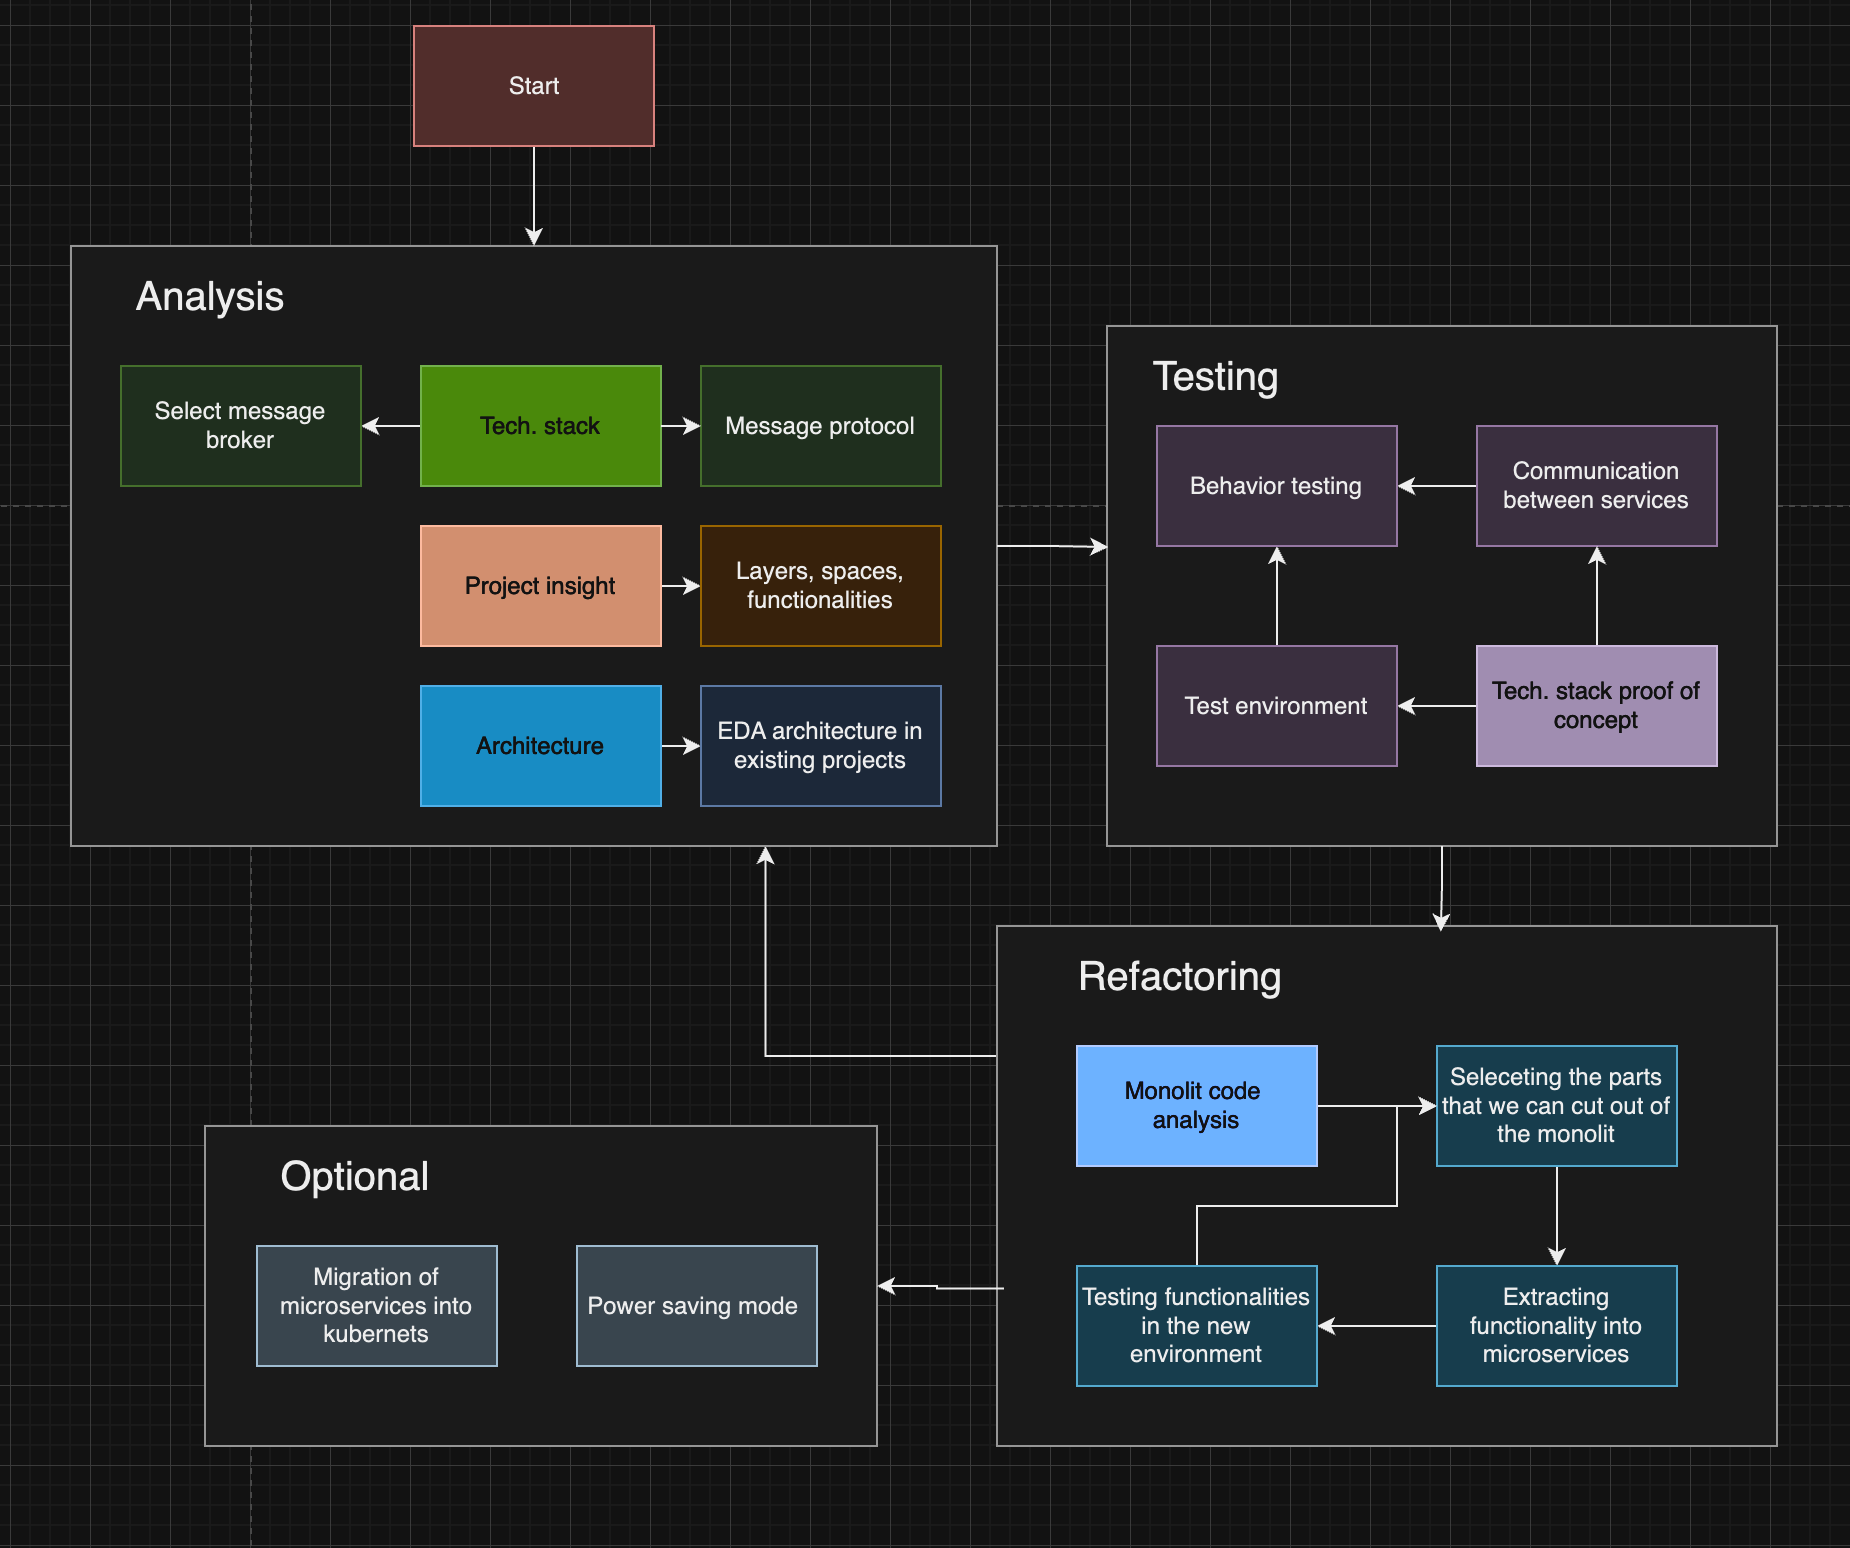 Start
Analysis
Select message
broker
Tech. stack
Message protocol
Project insight
Layers, spaces,
functionalities
Architecture
EDA architecture in
existing projects
Testing
Behavior testing
Communication
between services
Test environment
Tech. stack proof of
concept
Refactoring
Monolit code
analysis
Seleceting the parts
that we can cut out of
the monolit
Testing functionalities
in the new
environment
Extracting
functionality into
microservices
Optional
Migration of
microservices into
kubernets
Power saving mode